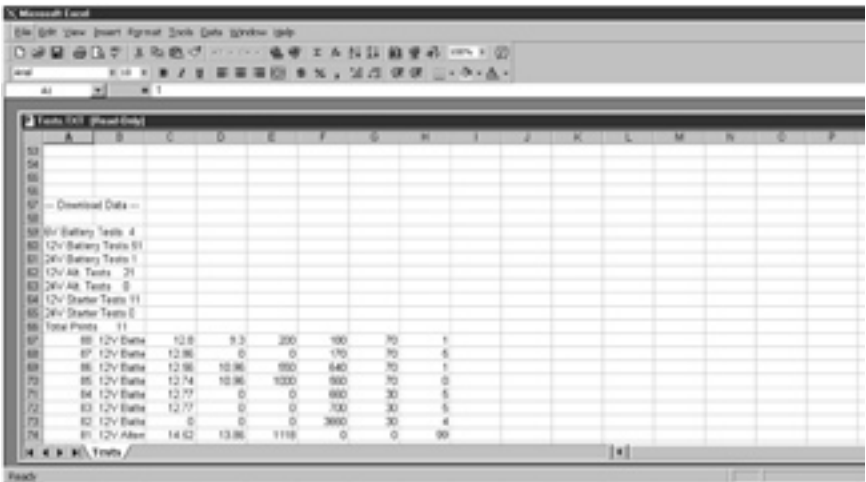 Microsoft Excel
File Edit View Insert Format Tools Data Window Help
Arial 10 B I U $ % ,
A1 = 1
Tests.TXT [Read-Only]
A B C D E F G H I J K L M N O P
53
54
55
56
57 --- Download Data ---
58
59 6V Battery Tests 4
60 12V Battery Tests 51
61 24V Battery Tests 1
62 12V Alt. Tests 21
63 24V Alt. Tests 0
64 12V Starter Tests 11
65 24V Starter Tests 0
66 Total Prints 11
67 88 12V Batte 12.8 9.3 200 180 70 1
68 87 12V Batte 12.86 0 0 170 70 5
69 86 12V Batte 12.56 10.96 550 640 70 1
70 85 12V Batte 12.74 10.96 1000 560 70 0
71 84 12V Batte 12.77 0 0 660 30 5
72 83 12V Batte 12.77 0 0 700 30 5
73 82 12V Batte 0 0 3660 30 4
74 81 12V Alter 14.62 13.86 1118 0 0 99
Tests
Ready